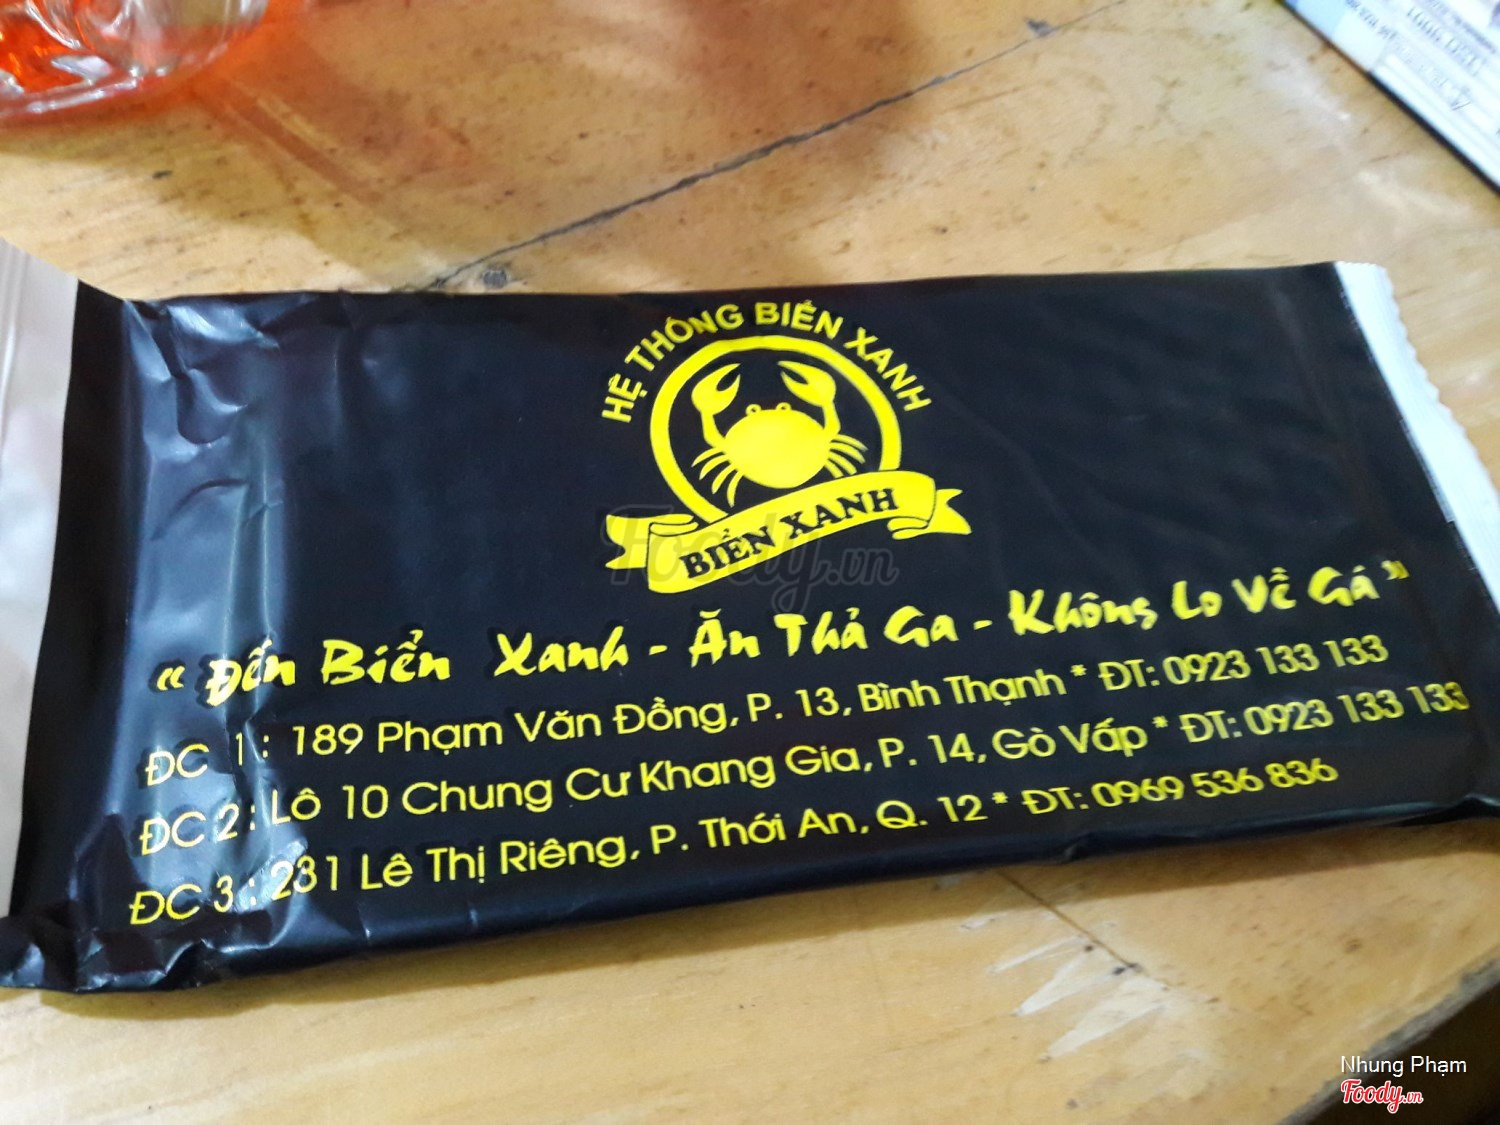 HỆ THỐNG BIỂN XANH
BIỂN XANH
“ Đến Biển Xanh - Ăn Thả Ga - Không Lo Về Gá ”
ĐC 1 : 189 Phạm Văn Đồng, P. 13, Bình Thạnh * ĐT: 0923 133 133
ĐC 2 : Lô 10 Chung Cư Khang Gia, P. 14, Gò Vấp * ĐT: 0923 133 133
ĐC 3 : 231 Lê Thị Riêng, P. Thới An, Q. 12 * ĐT: 0969 536 836
Foody.vn
Nhung Phạm
Foody.vn